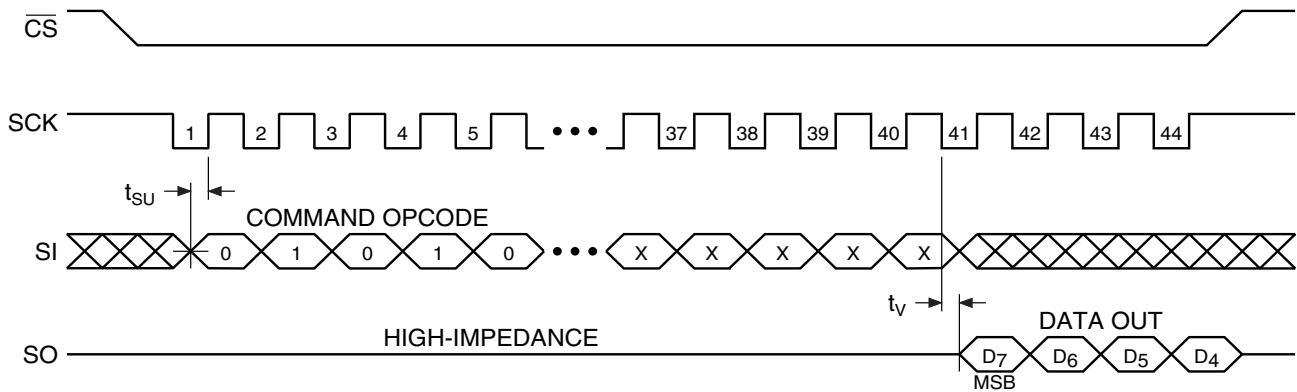 CS
SCK 1 2 3 4 5 ••• 37 38 39 40 41 42 43 44
tSU
COMMAND OPCODE
SI 0 1 0 1 0 ••• X X X X X
tV
HIGH-IMPEDANCE DATA OUT
SO D7 D6 D5 D4
MSB